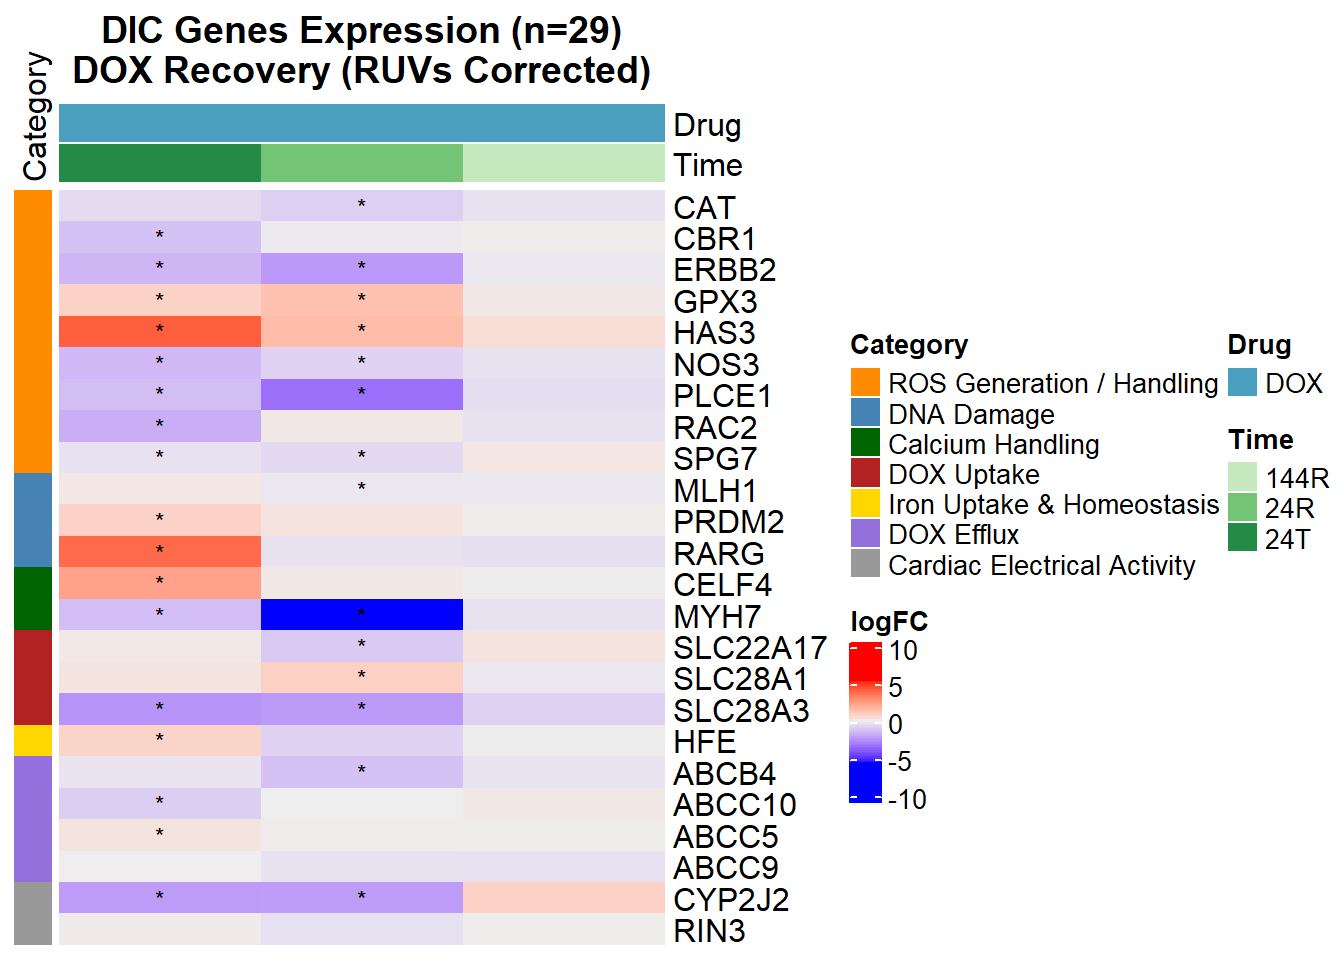 DIC Genes Expression (n=29)
DOX Recovery (RUVs Corrected)
Category
Drug
Time
*
CAT
*
CBR1
* *
ERBB2
* *
GPX3
* *
HAS3
* *
NOS3
* *
PLCE1
*
RAC2
* *
SPG7
*
MLH1
*
PRDM2
*
RARG
*
CELF4
* *
MYH7
*
SLC22A17
*
SLC28A1
* *
SLC28A3
*
HFE
*
ABCB4
*
ABCC10
*
ABCC5
ABCC9
* *
CYP2J2
RIN3
Category
ROS Generation / Handling
DNA Damage
Calcium Handling
DOX Uptake
Iron Uptake & Homeostasis
DOX Efflux
Cardiac Electrical Activity
Drug
DOX
Time
144R
24R
24T
logFC
10
5
0
-5
-10